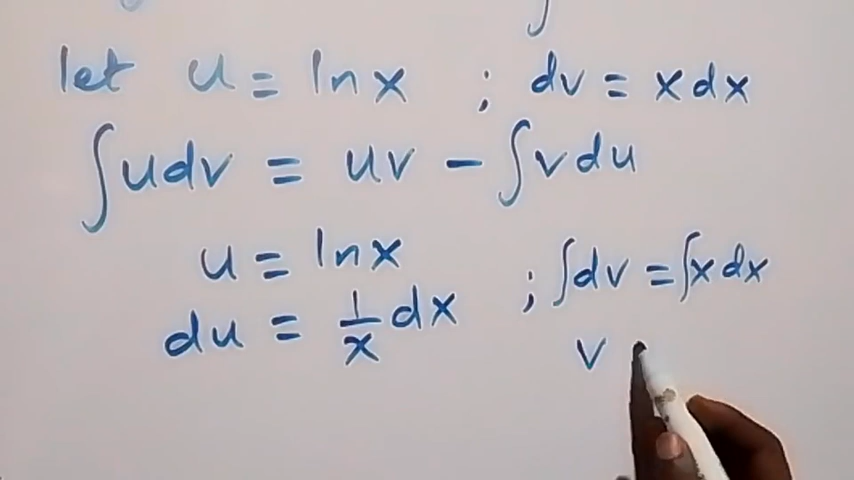 let u = ln x ; dv = x dx
∫u dv = uv − ∫v du
u = ln x ; ∫dv = ∫x dx
du = 1/x dx
v